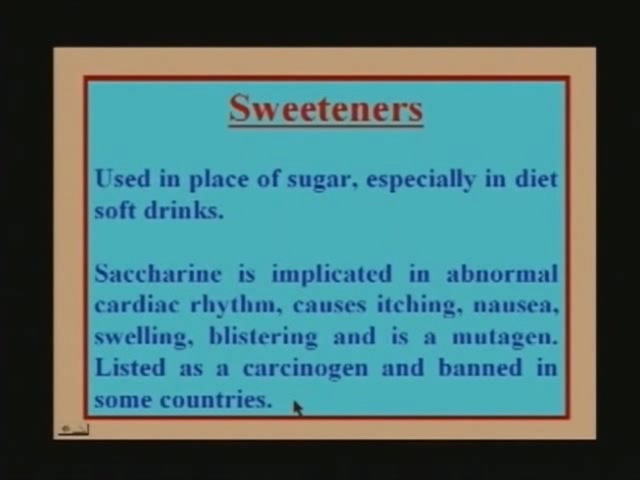 Sweeteners
Used in place of sugar, especially in diet
soft drinks.
Saccharine is implicated in abnormal
cardiac rhythm, causes itching, nausea,
swelling, blistering and is a mutagen.
Listed as a carcinogen and banned in
some countries.